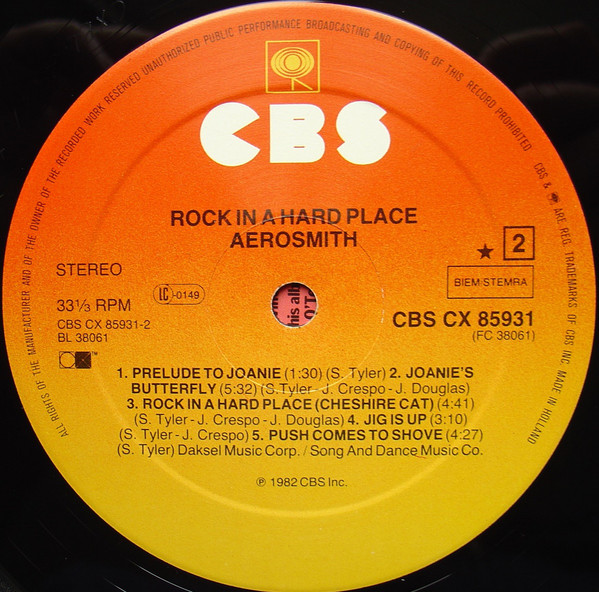 ALL RIGHTS OF THE MANUFACTURER AND OF THE OWNER OF THE RECORDED WORK RESERVED UNAUTHORIZED PUBLIC PERFORMANCE BROADCASTING AND COPYING OF THIS RECORD PROHIBITED
CBS & ARE REG. TRADEMARKS OF CBS INC. MADE IN HOLLAND
CBS
ROCK IN A HARD PLACE
AEROSMITH
★ 2
STEREO
BIEM STEMRA
LC-0149
33⅓ RPM
CBS CX 85931-2
BL 38061
CBS CX 85931
(FC 38061)
his alb
O'T
1. PRELUDE TO JOANIE (1:30) (S. Tyler) 2. JOANIE'S
BUTTERFLY (5:32) (S.Tyler - J. Crespo - J. Douglas)
3. ROCK IN A HARD PLACE (CHESHIRE CAT) (4:41)
(S. Tyler - J. Crespo - J. Douglas) 4. JIG IS UP (3:10)
(S. Tyler - J. Crespo) 5. PUSH COMES TO SHOVE (4:27)
(S. Tyler) Daksel Music Corp. / Song And Dance Music Co.
℗ 1982 CBS Inc.